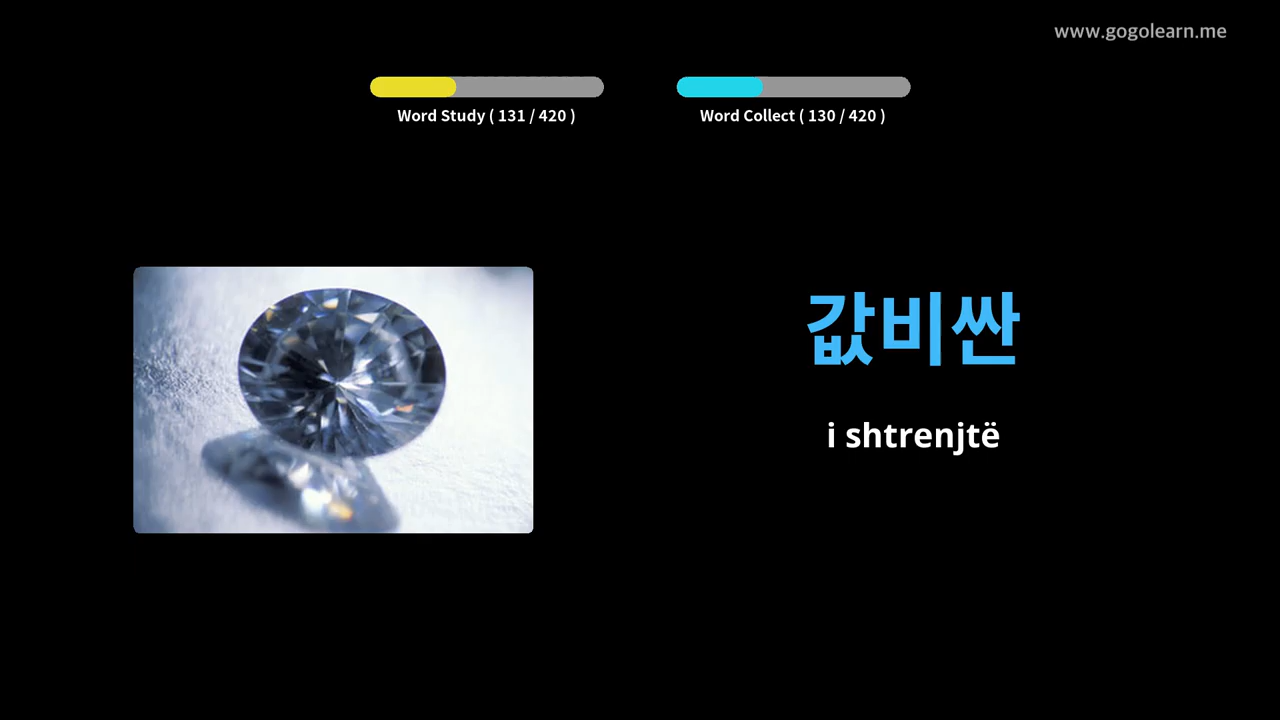 www.gogolearn.me
Word Study ( 131 / 420 )
Word Collect ( 130 / 420 )
값비싼
i shtrenjtë